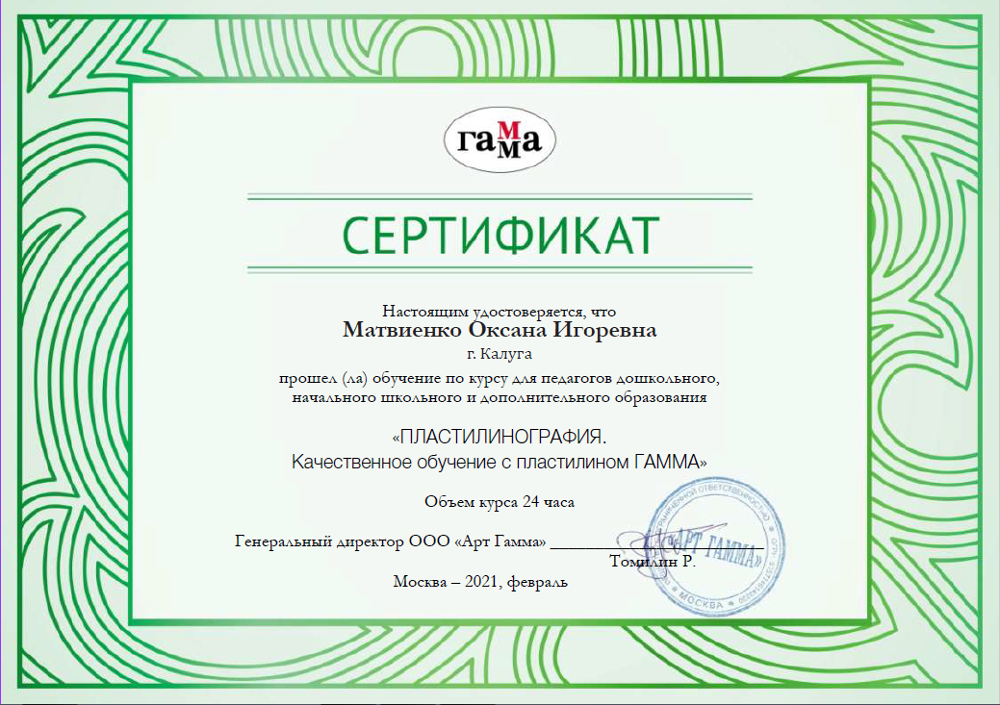 гаММа
СЕРТИФИКАТ
Настоящим удостоверяется, что
Матвиенко Оксана Игоревна
г. Калуга
прошел (ла) обучение по курсу для педагогов дошкольного,
начального школьного и дополнительного образования
«ПЛАСТИЛИНОГРАФИЯ.
Качественное обучение с пластилином ГАММА»
Объем курса 24 часа
Генеральный директор ООО «Арт Гамма»
Томилин Р.
Москва – 2021, февраль
«АРТ ГАММА»
ОТВЕТСТВЕННОСТЬЮ
МОСКВА